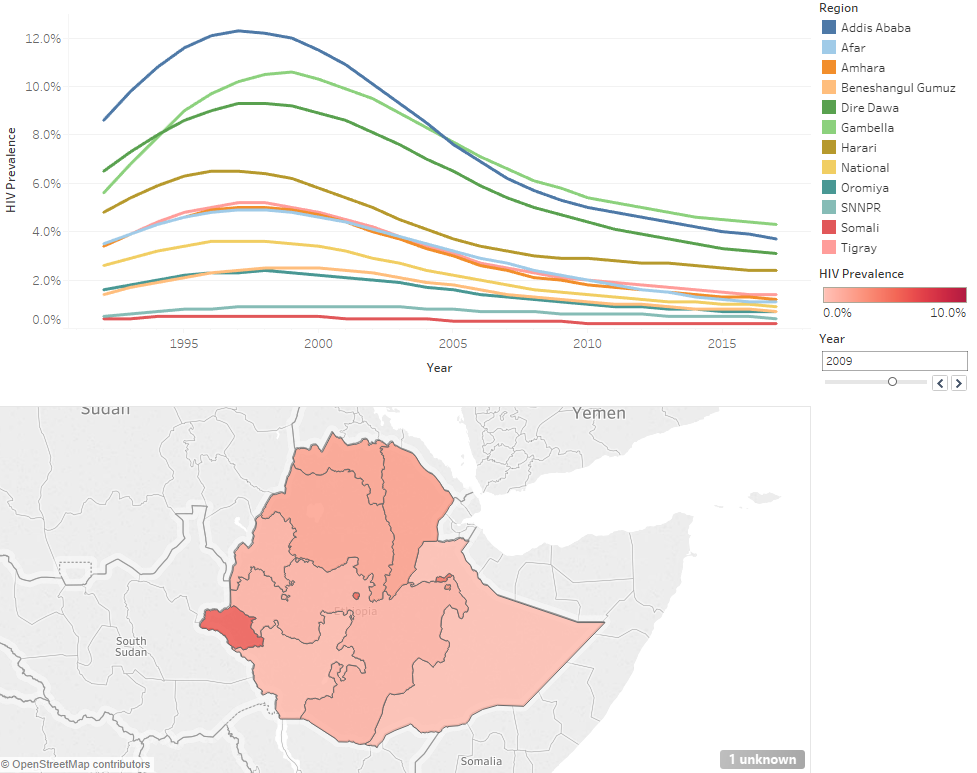 Region
Addis Ababa
Afar
Amhara
Beneshangul Gumuz
Dire Dawa
Gambella
Harari
National
Oromiya
SNNPR
Somali
Tigray
HIV Prevalence
0.0% 10.0%
Year
2009
HIV Prevalence
12.0%
10.0%
8.0%
6.0%
4.0%
2.0%
0.0%
1995 2000 2005 2010 2015
Year
Sudan Yemen
Ethiopia
South
Sudan
Somalia
1 unknown
© OpenStreetMap contributors